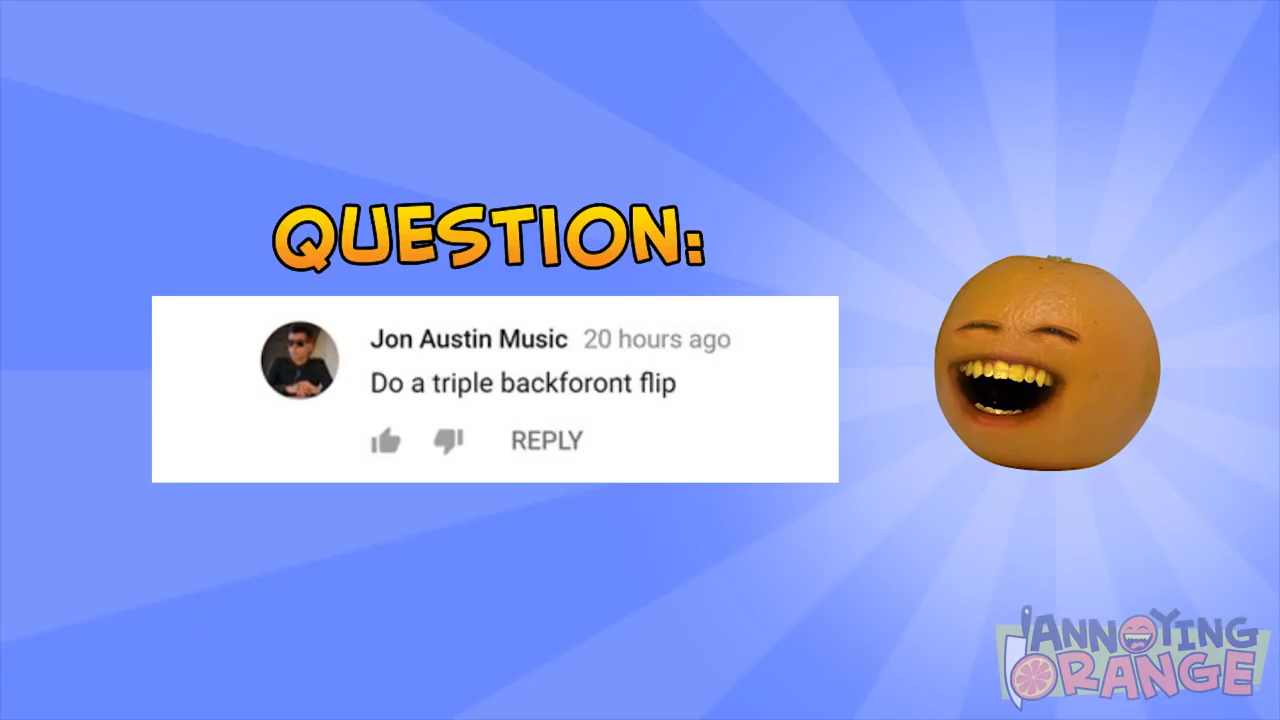 QUESTION:
Jon Austin Music 20 hours ago
Do a triple backforont flip
REPLY
ANNOYING
ORANGE